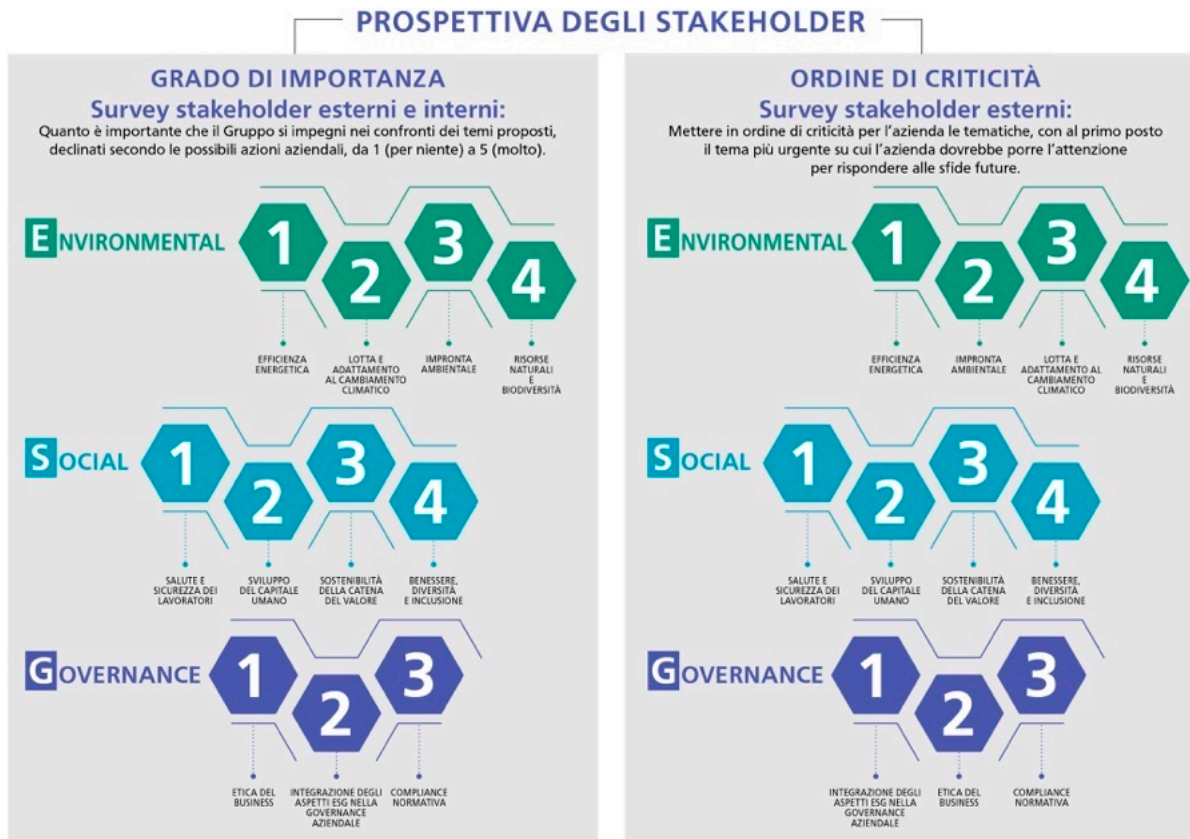 PROSPETTIVA DEGLI STAKEHOLDER
GRADO DI IMPORTANZA
Survey stakeholder esterni e interni:
Quanto è importante che il Gruppo si impegni nei confronti dei temi proposti,
declinati secondo le possibili azioni aziendali, da 1 (per niente) a 5 (molto).
ENVIRONMENTAL
1
2
3
4
EFFICIENZA
ENERGETICA
LOTTA E
ADATTAMENTO
AL CAMBIAMENTO
CLIMATICO
IMPRONTA
AMBIENTALE
RISORSE
NATURALI
E
BIODIVERSITÀ
SOCIAL
1
2
3
4
SALUTE E
SICUREZZA DEI
LAVORATORI
SVILUPPO
DEL CAPITALE
UMANO
SOSTENIBILITÀ
DELLA CATENA
DEL VALORE
BENESSERE,
DIVERSITÀ
E INCLUSIONE
GOVERNANCE
1
2
3
ETICA DEL
BUSINESS
INTEGRAZIONE DEGLI
ASPETTI ESG NELLA
GOVERNANCE
AZIENDALE
COMPLIANCE
NORMATIVA
ORDINE DI CRITICITÀ
Survey stakeholder esterni:
Mettere in ordine di criticità per l'azienda le tematiche, con al primo posto
il tema più urgente su cui l'azienda dovrebbe porre l'attenzione
per rispondere alle sfide future.
ENVIRONMENTAL
1
2
3
4
EFFICIENZA
ENERGETICA
IMPRONTA
AMBIENTALE
LOTTA E
ADATTAMENTO AL
CAMBIAMENTO
CLIMATICO
RISORSE
NATURALI
E
BIODIVERSITÀ
SOCIAL
1
2
3
4
SALUTE E
SICUREZZA DEI
LAVORATORI
SVILUPPO
DEL CAPITALE
UMANO
SOSTENIBILITÀ
DELLA CATENA
DEL VALORE
BENESSERE,
DIVERSITÀ
E INCLUSIONE
GOVERNANCE
1
2
3
INTEGRAZIONE DEGLI
ASPETTI ESG NELLA
GOVERNANCE
AZIENDALE
ETICA DEL
BUSINESS
COMPLIANCE
NORMATIVA